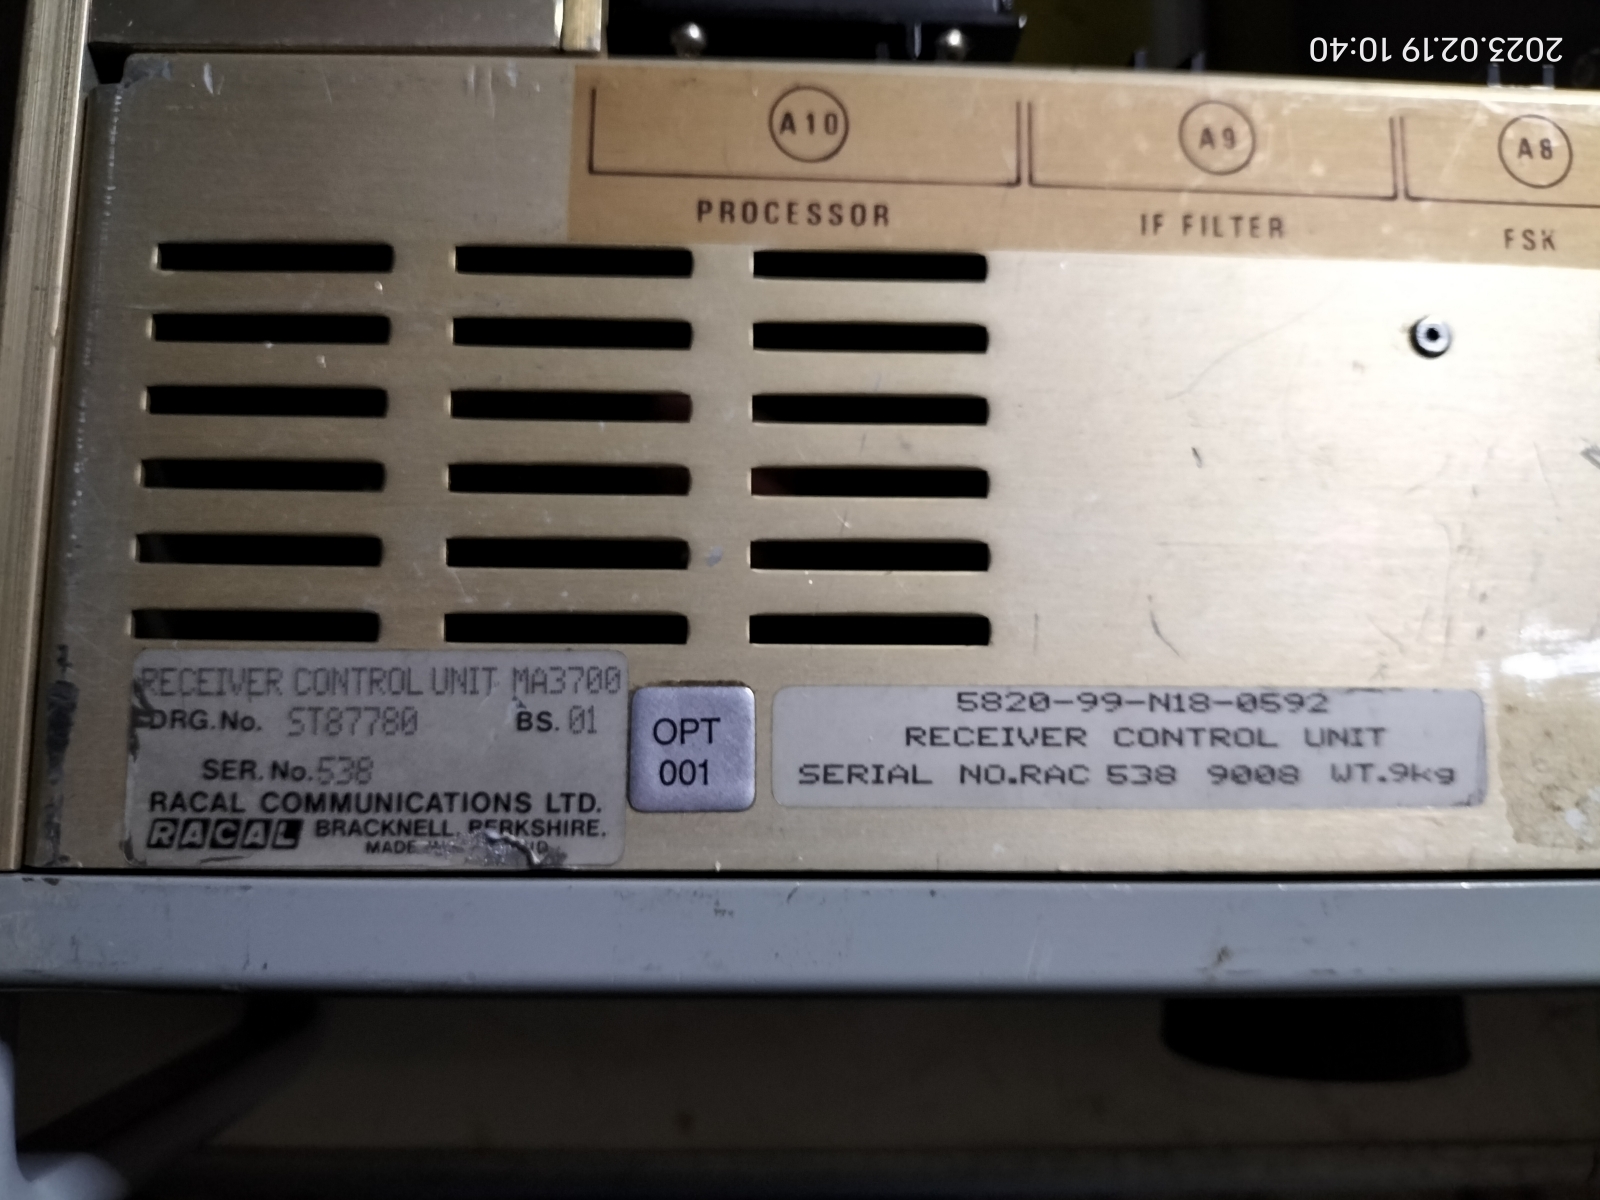 2023.02.19 10:40
A10
A9
A8
PROCESSOR
IF FILTER
FSK
RECEIVER CONTROL UNIT MA3700
DRG.No. ST87780 BS. 01
SER.No.538
RACAL COMMUNICATIONS LTD.
RACAL BRACKNELL, BERKSHIRE.
MADE
OPT
001
5820-99-N18-0592
RECEIVER CONTROL UNIT
SERIAL NO.RAC 538 9008 WT.9kg